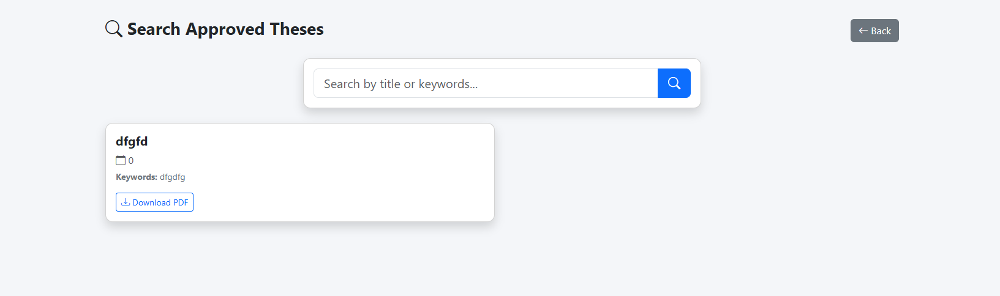 Search Approved Theses
Back
Search by title or keywords...
dfgfd
0
Keywords: dfgdfg
Download PDF